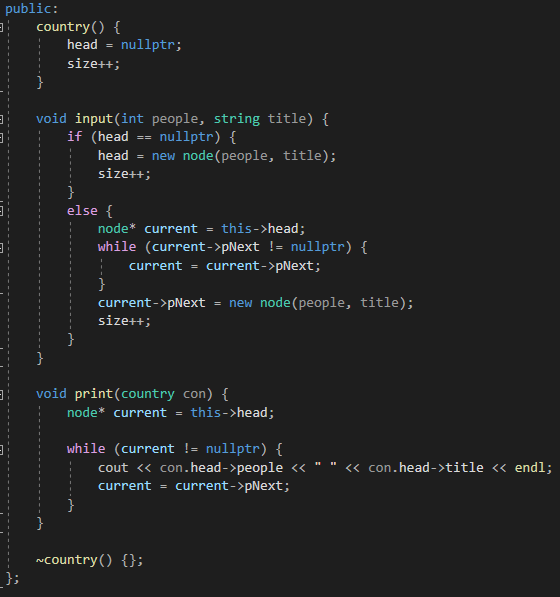 public:
country() {
head = nullptr;
size++;
}
void input(int people, string title) {
if (head == nullptr) {
head = new node(people, title);
size++;
}
else {
node* current = this->head;
while (current->pNext != nullptr) {
current = current->pNext;
}
current->pNext = new node(people, title);
size++;
}
}
void print(country con) {
node* current = this->head;
while (current != nullptr) {
cout << con.head->people << " " << con.head->title << endl;
current = current->pNext;
}
}
~country() {};
};